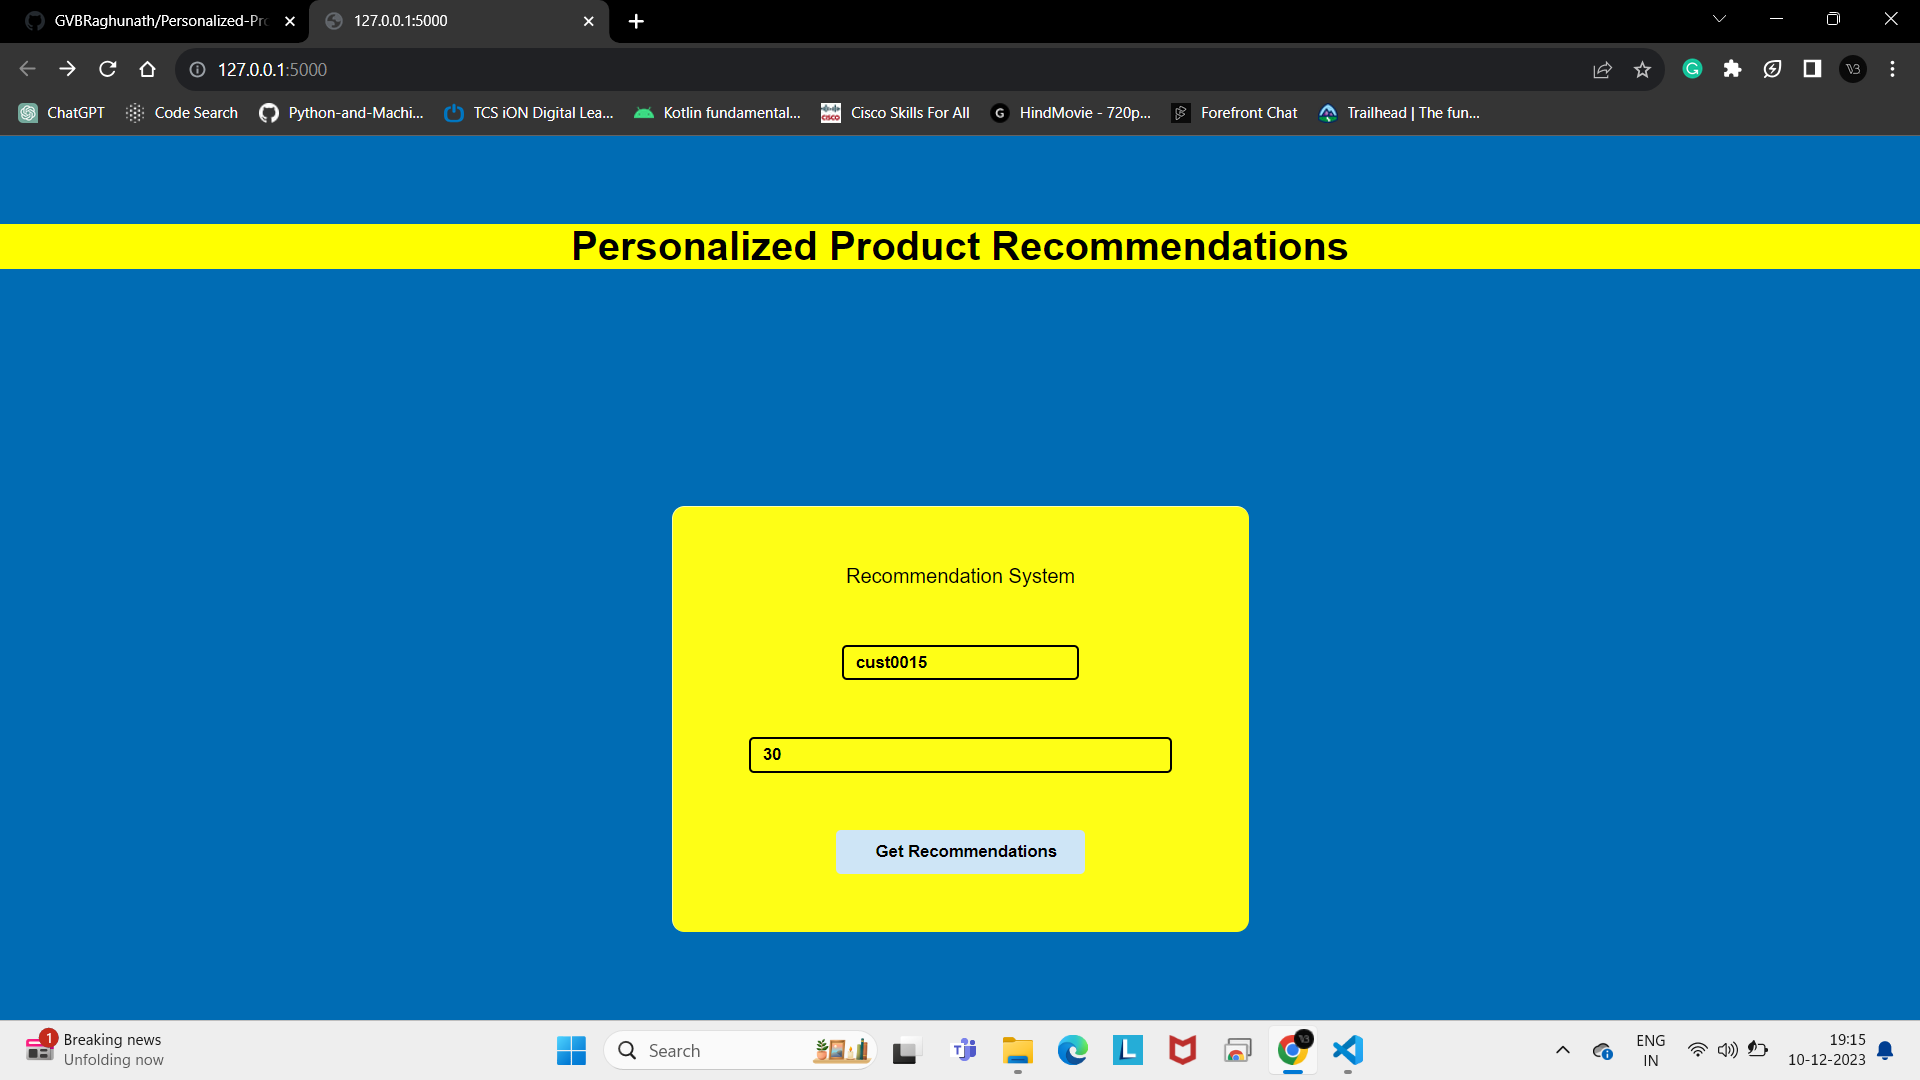 GVBRaghunath/Personalized-Pro
127.0.0.1:5000
127.0.0.1:5000
ChatGPT
Code Search
Python-and-Machi...
TCS iON Digital Lea...
Kotlin fundamental...
Cisco Skills For All
HindMovie - 720p...
Forefront Chat
Trailhead | The fun...
Personalized Product Recommendations
Recommendation System
cust0015
30
Get Recommendations
1
Breaking news
Unfolding now
Search
ENG
IN
19:15
10-12-2023